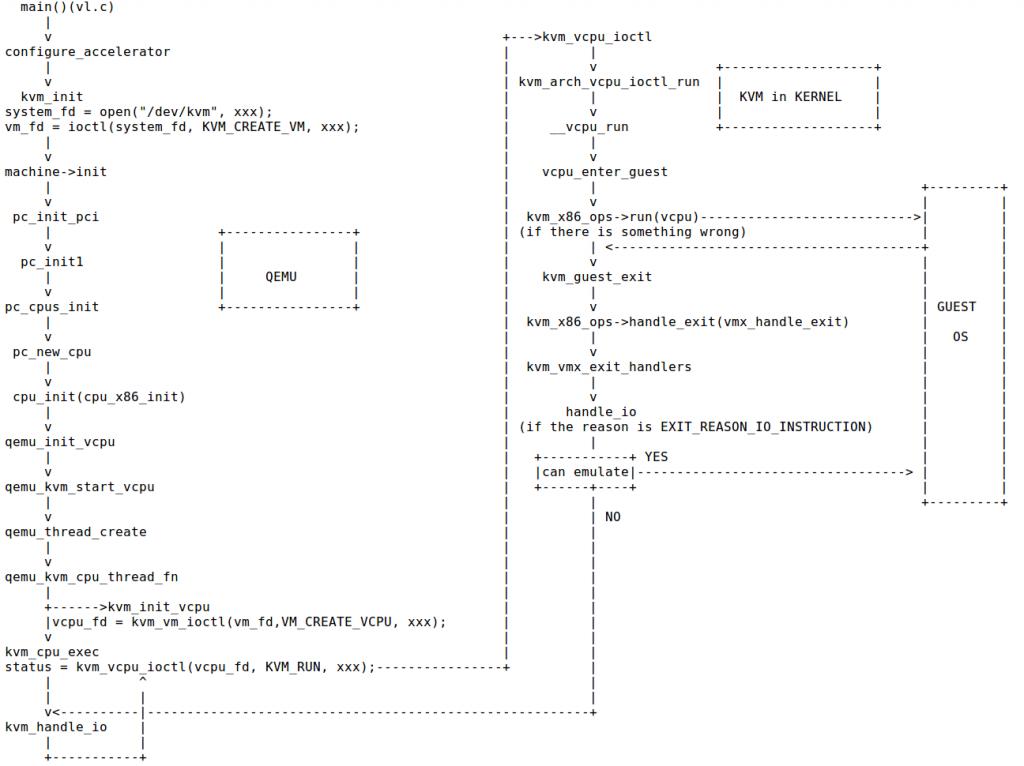 main()(vl.c)
configure_accelerator
kvm_init
system_fd = open("/dev/kvm", xxx);
vm_fd = ioctl(system_fd, KVM_CREATE_VM, xxx);
machine->init
pc_init_pci
pc_init1
QEMU
pc_cpus_init
pc_new_cpu
cpu_init(cpu_x86_init)
qemu_init_vcpu
qemu_kvm_start_vcpu
qemu_thread_create
qemu_kvm_cpu_thread_fn
kvm_init_vcpu
vcpu_fd = kvm_vm_ioctl(vm_fd,VM_CREATE_VCPU, xxx);
kvm_cpu_exec
status = kvm_vcpu_ioctl(vcpu_fd, KVM_RUN, xxx);
kvm_handle_io
kvm_vcpu_ioctl
kvm_arch_vcpu_ioctl_run
KVM in KERNEL
__vcpu_run
vcpu_enter_guest
kvm_x86_ops->run(vcpu)
(if there is something wrong)
kvm_guest_exit
kvm_x86_ops->handle_exit(vmx_handle_exit)
kvm_vmx_exit_handlers
handle_io
(if the reason is EXIT_REASON_IO_INSTRUCTION)
YES
can emulate
NO
GUEST
OS